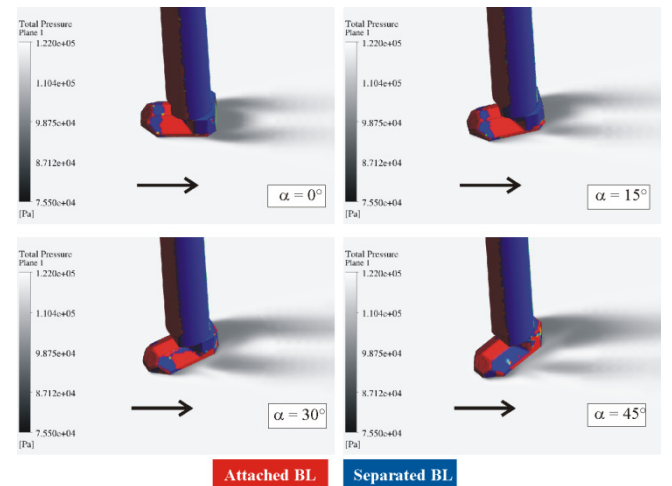 Total Pressure
Plane 1
1.220e+05
1.104e+05
9.875e+04
8.712e+04
7.550e+04
[Pa]
α = 0°
Total Pressure
Plane 1
1.220e+05
1.104e+05
9.875e+04
8.712e+04
7.550e+04
[Pa]
α = 15°
Total Pressure
Plane 1
1.220e+05
1.104e+05
9.875e+04
8.712e+04
7.550e+04
[Pa]
α = 30°
Total Pressure
Plane 1
1.220e+05
1.104e+05
9.875e+04
8.712e+04
7.550e+04
[Pa]
α = 45°
Attached BL
Separated BL